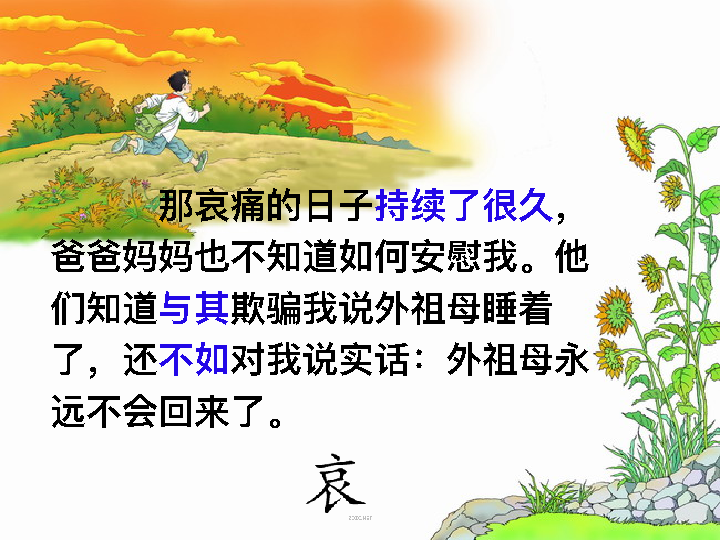 那哀痛的日子持续了很久，
爸爸妈妈也不知道如何安慰我。他
们知道与其欺骗我说外祖母睡着
了，还不如对我说实话：外祖母永
远不会回来了。
哀